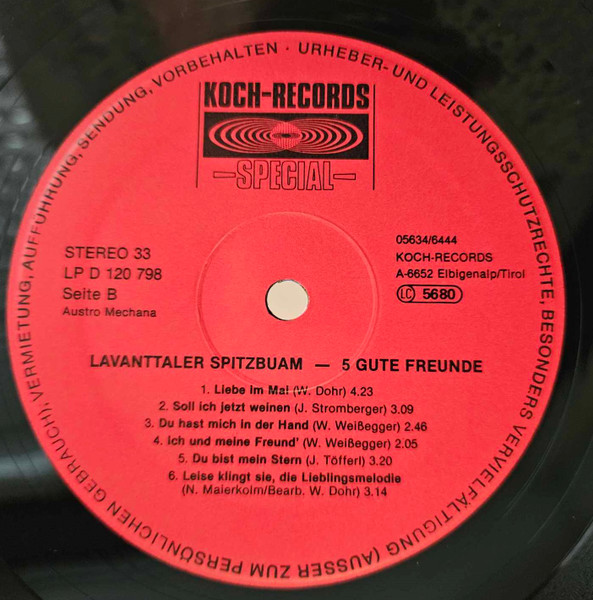 GEBRAUCH), VERMIETUNG, AUFFÜHRUNG, SENDUNG, VORBEHALTEN · URHEBER- UND LEISTUNGSSCHUTZRECHTE, BESONDERS VERVIELFÄLTIGUNG (AUSSER ZUM PERSÖNLICHEN
KOCH-RECORDS
SPECIAL
STEREO 33
LP D 120 798
Seite B
Austro Mechana
05634/6444
KOCH-RECORDS
A-6652 Elbigenalp/Tirol
LC 5680
LAVANTTALER SPITZBUAM — 5 GUTE FREUNDE
1. Liebe im Mai (W. Dohr) 4.23
2. Soll ich jetzt weinen (J. Stromberger) 3.09
3. Du hast mich in der Hand (W. Weißegger) 2.46
4. Ich und meine Freund' (W. Weißegger) 2.05
5. Du bist mein Stern (J. Töfferl) 3.20
6. Leise klingt sie, die Lieblingsmelodie
(N. Maierkolm/Bearb. W. Dohr) 3.14